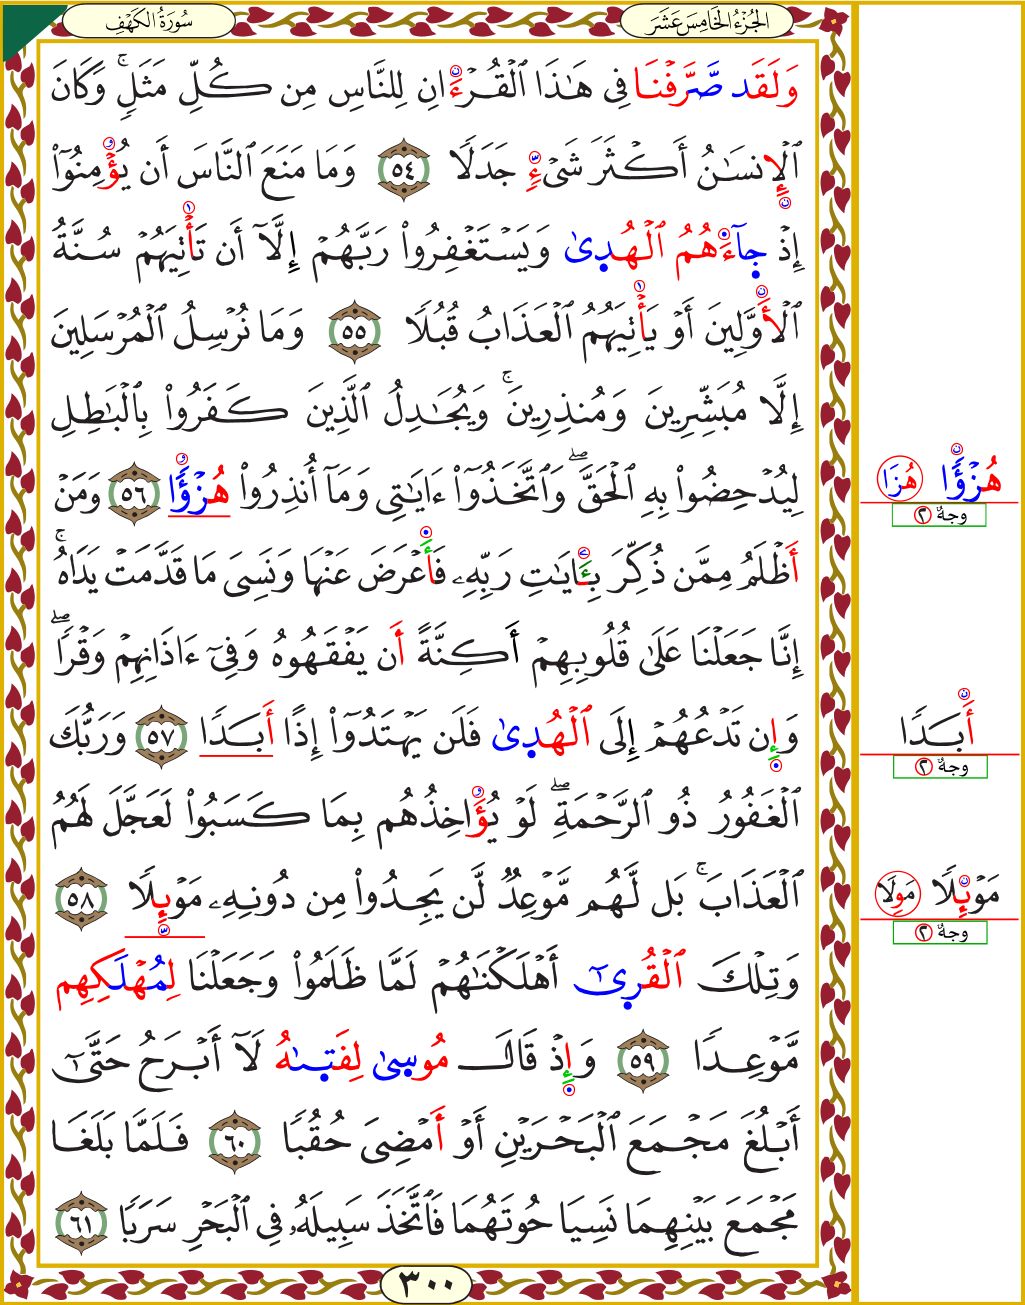 الجُزْءُ الخَامِسَ عَشَرَ
سُورَةُ الكَهْفِ
وَلَقَد صَّرَّفْنَا فِى هَٰذَا ٱلْقُرْءَانِ لِلنَّاسِ مِن كُلِّ مَثَلٍۚ وَكَانَ
ٱلْإِنسَٰنُ أَكْثَرَ شَىْءٍ جَدَلًا ٥٤ وَمَا مَنَعَ ٱلنَّاسَ أَن يُؤْمِنُوٓا۟
إِذْ جَآءَهُمُ ٱلْهُدِىٰ وَيَسْتَغْفِرُوا۟ رَبَّهُمْ إِلَّآ أَن تَأْتِيَهُمْ سُنَّةُ
ٱلْأَوَّلِينَ أَوْ يَأْتِيَهُمُ ٱلْعَذَابُ قُبُلًا ٥٥ وَمَا نُرْسِلُ ٱلْمُرْسَلِينَ
إِلَّا مُبَشِّرِينَ وَمُنذِرِينَۚ وَيُجَٰدِلُ ٱلَّذِينَ كَفَرُوا۟ بِٱلْبَٰطِلِ
لِيُدْحِضُوا۟ بِهِ ٱلْحَقَّۖ وَٱتَّخَذُوٓا۟ ءَايَٰتِى وَمَآ أُنذِرُوا۟ هُزْؤًا ٥٦ وَمَنْ
أَظْلَمُ مِمَّن ذُكِّرَ بِـَٔايَٰتِ رَبِّهِۦ فَأَعْرَضَ عَنْهَا وَنَسِىَ مَا قَدَّمَتْ يَدَاهُۚ
إِنَّا جَعَلْنَا عَلَىٰ قُلُوبِهِمْ أَكِنَّةً أَن يَفْقَهُوهُ وَفِىٓ ءَاذَانِهِمْ وَقْرًاۖ
وَإِن تَدْعُهُمْ إِلَى ٱلْهُدِىٰ فَلَن يَهْتَدُوٓا۟ إِذًا أَبَدًا ٥٧ وَرَبُّكَ
ٱلْغَفُورُ ذُو ٱلرَّحْمَةِۖ لَوْ يُؤَاخِذُهُم بِمَا كَسَبُوا۟ لَعَجَّلَ لَهُمُ
ٱلْعَذَابَۚ بَل لَّهُم مَّوْعِدٌ لَّن يَجِدُوا۟ مِن دُونِهِۦ مَوْئِلًا ٥٨
وَتِلْكَ ٱلْقُرِىٓ أَهْلَكْنَٰهُمْ لَمَّا ظَلَمُوا۟ وَجَعَلْنَا لِمُهْلَكِهِم
مَّوْعِدًا ٥٩ وَإِذْ قَالَ مُوسِىٰ لِفَتِىٰهُ لَآ أَبْرَحُ حَتَّىٰٓ
أَبْلُغَ مَجْمَعَ ٱلْبَحْرَيْنِ أَوْ أَمْضِىَ حُقُبًا ٦٠ فَلَمَّا بَلَغَا
مَجْمَعَ بَيْنِهِمَا نَسِيَا حُوتَهُمَا فَٱتَّخَذَ سَبِيلَهُۥ فِى ٱلْبَحْرِ سَرَبًا ٦١
٣٠٠
هُزْؤًا هُزَا
وجهٌ ٢
أَبَدًا
وجهٌ ٢
مَوْئِلًا مَوِلَا
وجهٌ ٢